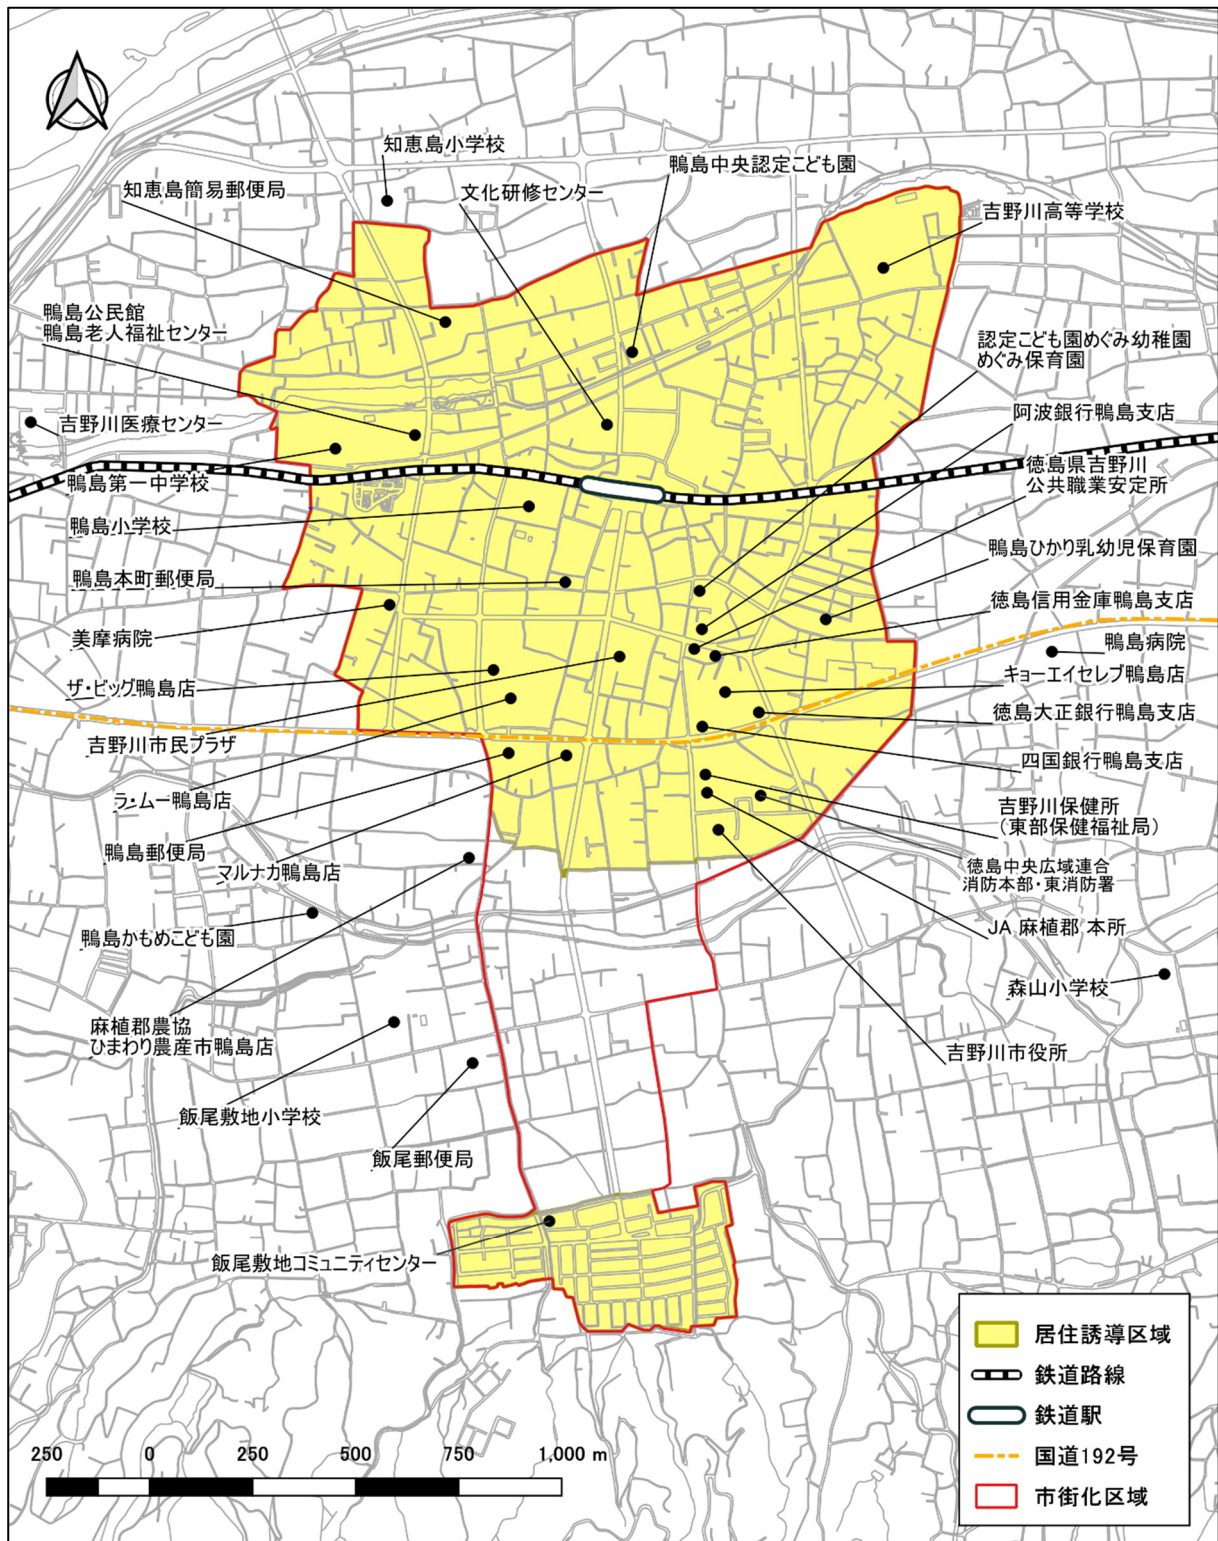 知恵島小学校
鴨島中央認定こども園
知恵島簡易郵便局
文化研修センター
吉野川高等学校
鴨島公民館
鴨島老人福祉センター
認定こども園めぐみ幼稚園
めぐみ保育園
阿波銀行鴨島支店
吉野川医療センター
徳島県吉野川
公共職業安定所
鴨島第一中学校
鴨島小学校
鴨島ひかり乳幼児保育園
鴨島本町郵便局
徳島信用金庫鴨島支店
美摩病院
鴨島病院
ザ・ビッグ鴨島店
キョーエイセレブ鴨島店
徳島大正銀行鴨島支店
吉野川市民プラザ
四国銀行鴨島支店
ラ・ムー鴨島店
吉野川保健所
（東部保健福祉局）
鴨島郵便局
マルナカ鴨島店
徳島中央広域連合
消防本部・東消防署
鴨島かもめこども園
JA 麻植郡 本所
森山小学校
麻植郡農協
ひまわり農産市鴨島店
吉野川市役所
飯尾敷地小学校
飯尾郵便局
飯尾敷地コミュニティセンター
居住誘導区域
鉄道路線
鉄道駅
国道192号
市街化区域
250 0 250 500 750 1,000 m